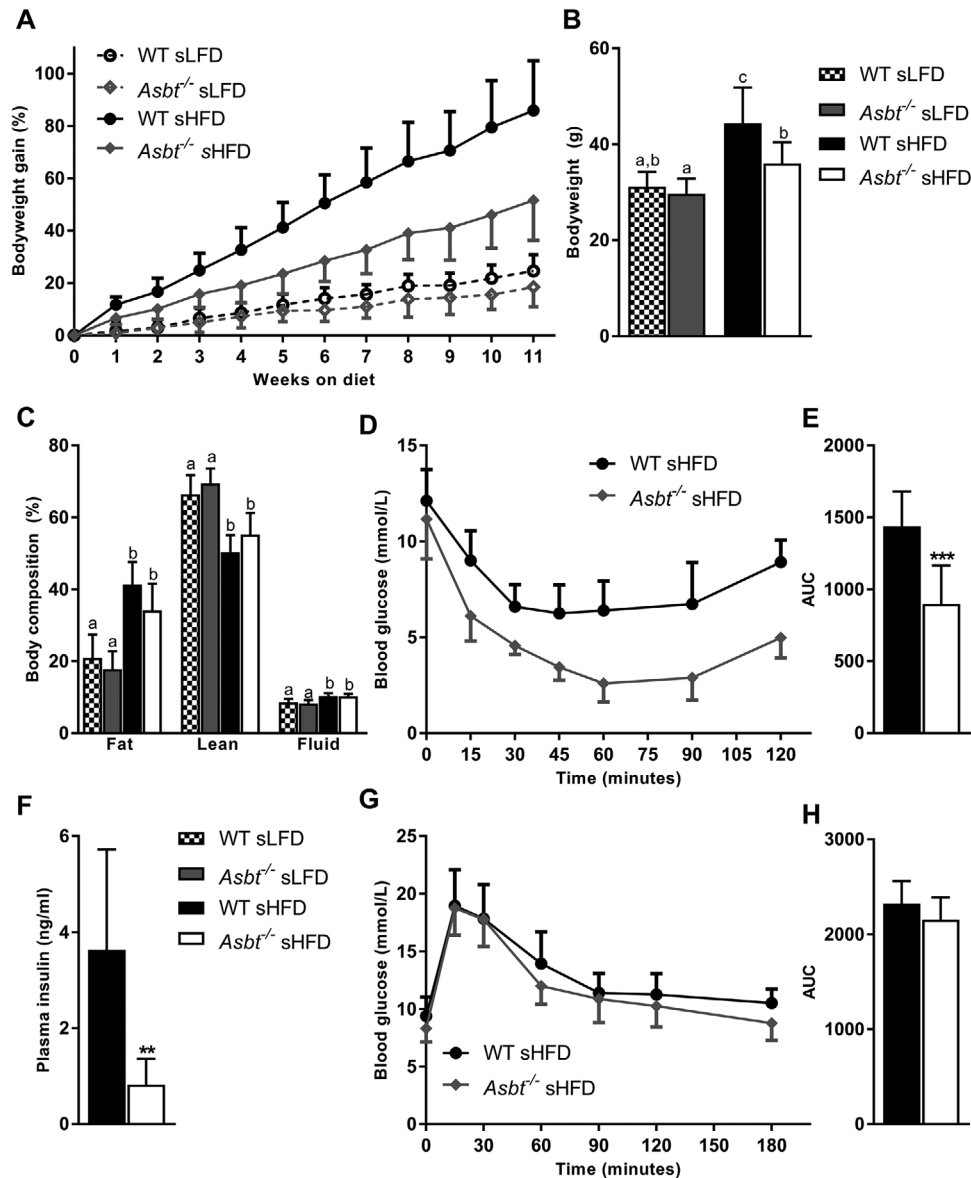 A
WT sLFD
Asbt-/- sLFD
WT sHFD
Asbt-/- sHFD
Bodyweight gain (%)
100
80
60
40
20
0
0 1 2 3 4 5 6 7 8 9 10 11
Weeks on diet
B
Bodyweight (g)
60
40
20
0
a,b a c b
WT sLFD
Asbt-/- sLFD
WT sHFD
Asbt-/- sHFD
C
Body composition (%)
80
60
40
20
0
a a b b
a a b b
a a b b
Fat Lean Fluid
D
Blood glucose (mmol/L)
15
10
5
0
WT sHFD
Asbt-/- sHFD
0 15 30 45 60 75 90 105 120
Time (minutes)
E
AUC
2000
1500
1000
500
0
***
F
Plasma insulin (ng/ml)
6
4
2
0
**
WT sLFD
Asbt-/- sLFD
WT sHFD
Asbt-/- sHFD
G
Blood glucose (mmol/L)
25
20
15
10
5
0
WT sHFD
Asbt-/- sHFD
0 30 60 90 120 150 180
Time (minutes)
H
AUC
3000
2000
1000
0